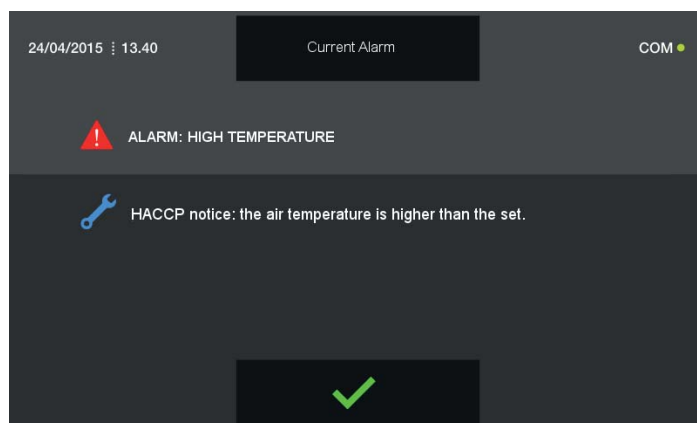 24/04/2015 ⁞ 13.40
Current Alarm
COM
ALARM: HIGH TEMPERATURE
HACCP notice: the air temperature is higher than the set.